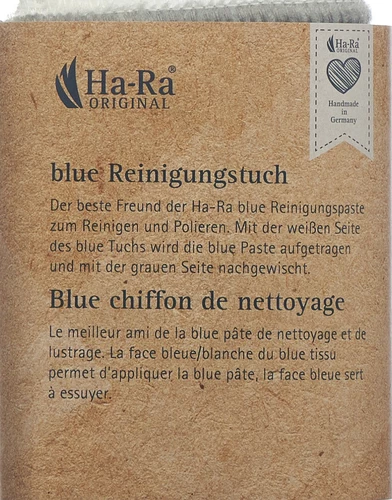 Ha-Ra®
ORIGINAL
Ha-Ra
ORIGINAL
Handmade
in
Germany
blue Reinigungstuch
Der beste Freund der Ha-Ra blue Reinigungspaste
zum Reinigen und Polieren. Mit der weißen Seite
des blue Tuchs wird die blue Paste aufgetragen
und mit der grauen Seite nachgewischt.
Blue chiffon de nettoyage
Le meilleur ami de la blue pâte de nettoyage et de
lustrage. La face bleue/blanche du blue tissu
permet d'appliquer la blue pâte, la face bleue sert
à essuyer.